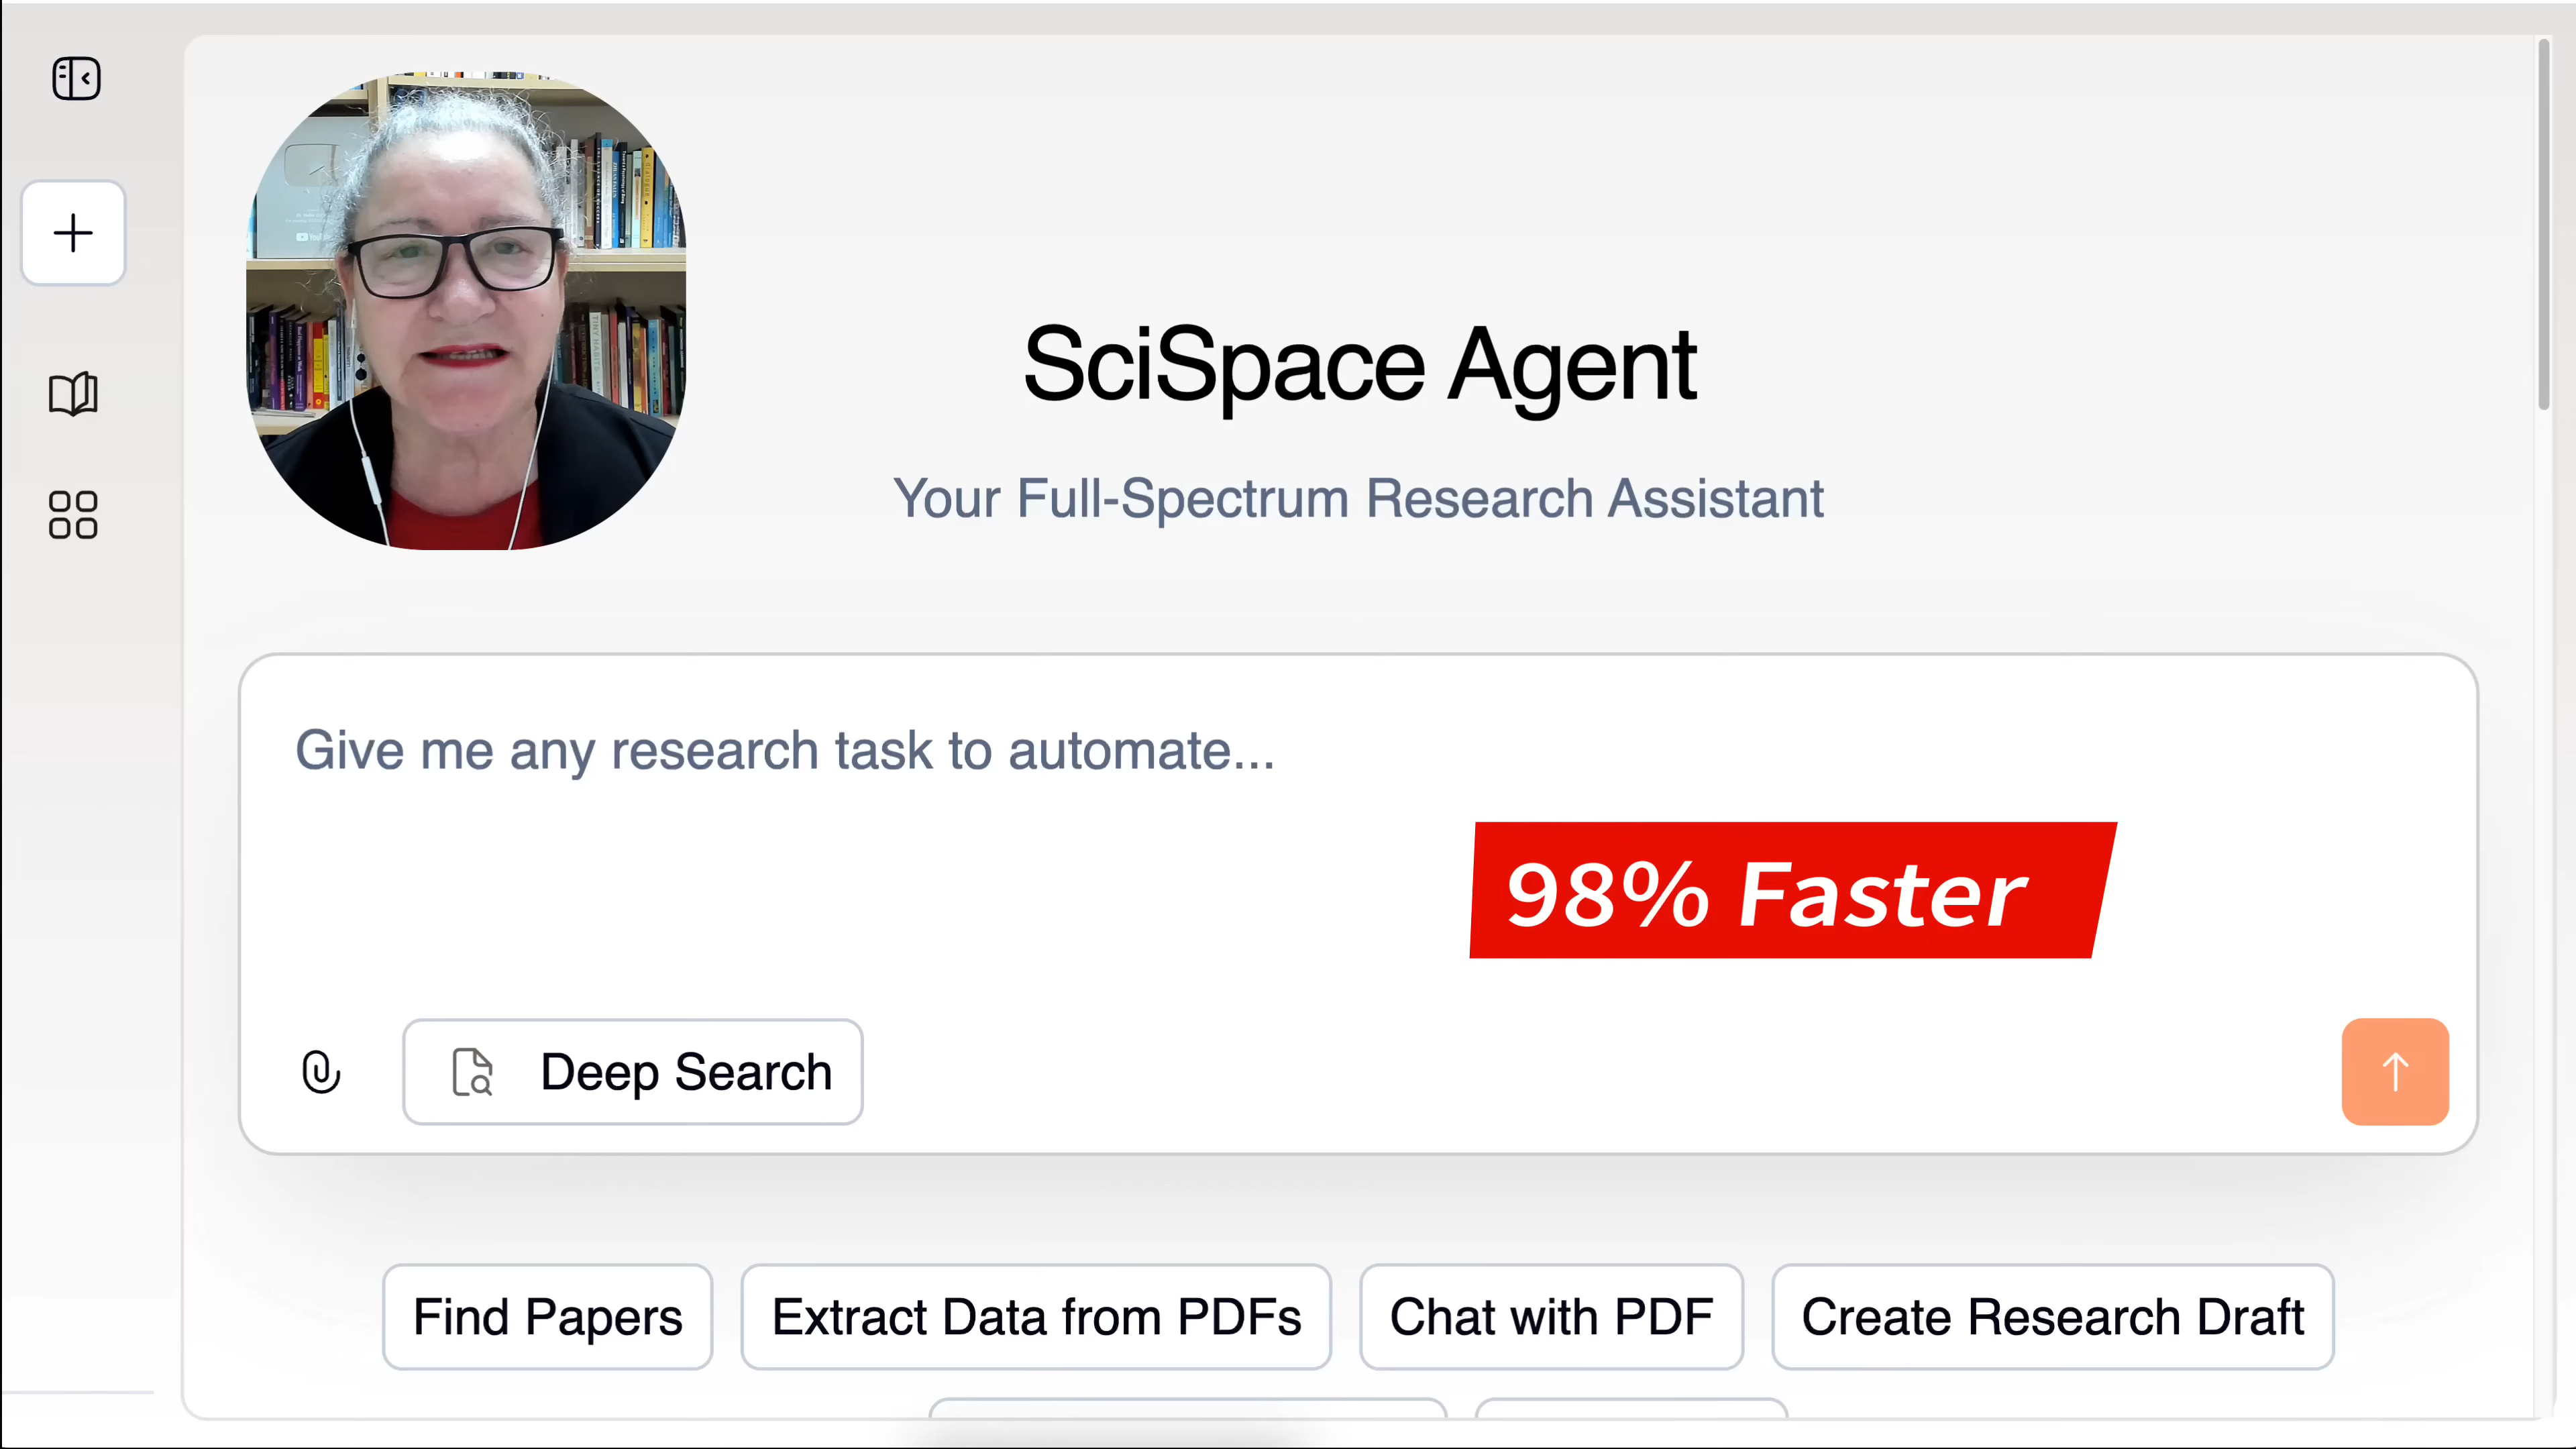 SciSpace Agent
Your Full-Spectrum Research Assistant
Give me any research task to automate...
98% Faster
Deep Search
Find Papers
Extract Data from PDFs
Chat with PDF
Create Research Draft